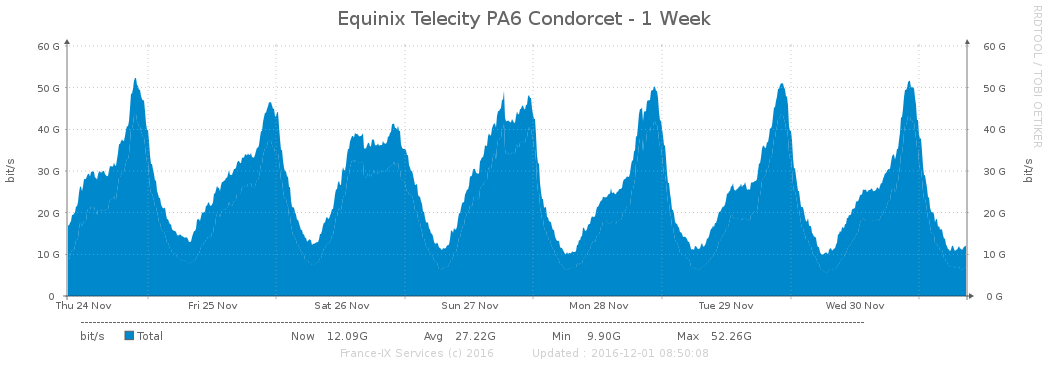 Equinix Telecity PA6 Condorcet - 1 Week
RRDTOOL / TOBI OETIKER
60 G 60 G
50 G 50 G
40 G 40 G
30 G 30 G
20 G 20 G
10 G 10 G
0 0 G
bit/s
bit/s
Thu 24 Nov Fri 25 Nov Sat 26 Nov Sun 27 Nov Mon 28 Nov Tue 29 Nov Wed 30 Nov
bit/s Total Now 12.09G Avg 27.22G Min 9.90G Max 52.26G
France-IX Services (c) 2016 Updated : 2016-12-01 08:50:08